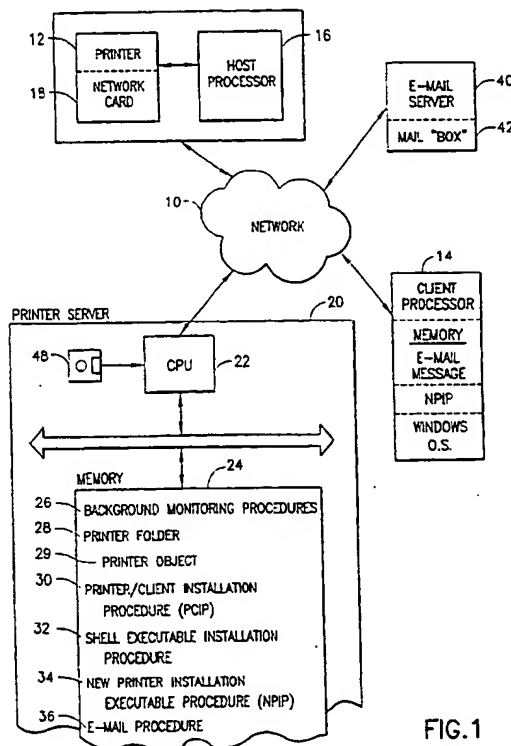 12
PRINTER
18
NETWORK
CARD
HOST
PROCESSOR
16
E-MAIL
SERVER
40
MAIL "BOX"
42
10
NETWORK
14
CLIENT
PROCESSOR
MEMORY
E-MAIL
MESSAGE
NPIP
WINDOWS
O.S.
PRINTER SERVER
20
48
CPU
22
MEMORY
24
26 BACKGROUND MONITORING PROCEDURES
28 PRINTER FOLDER
29 PRINTER OBJECT
30 PRINTER/CLIENT INSTALLATION
PROCEDURE (PCIP)
32 SHELL EXECUTABLE INSTALLATION
PROCEDURE
34 NEW PRINTER INSTALLATION
EXECUTABLE PROCEDURE (NPIP)
36 E-MAIL PROCEDURE
FIG.1